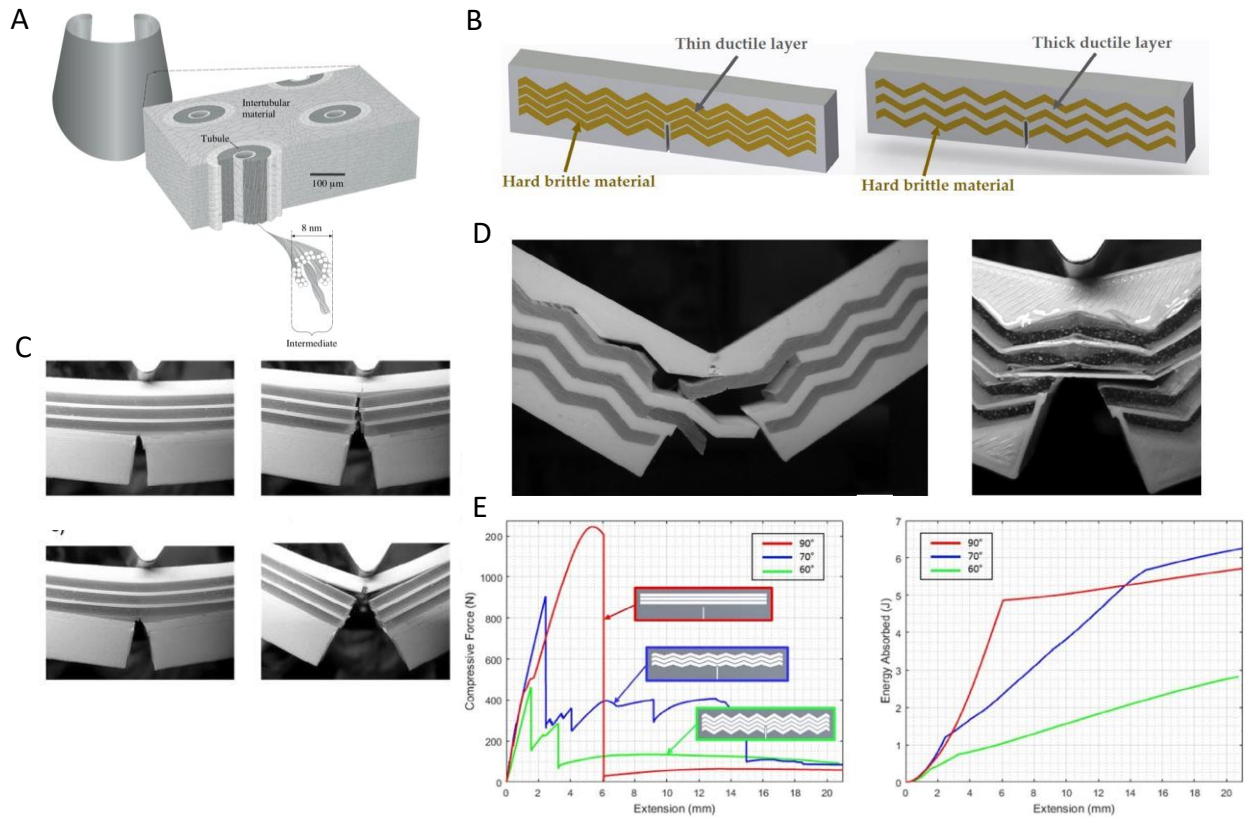 A
Intertubular
material
Tubule
100 µm
8 nm
Intermediate
B
Thin ductile layer
Thick ductile layer
Hard brittle material
Hard brittle material
C
D
E
Compressive Force (N)
200
1000
800
600
400
200
0
0 2 4 6 8 10 12 14 16 18 20
Extension (mm)
90°
70°
60°
Energy Absorbed (J)
7
6
5
4
3
2
1
0
0 2 4 6 8 10 12 14 16 18 20
Extension (mm)
90°
70°
60°